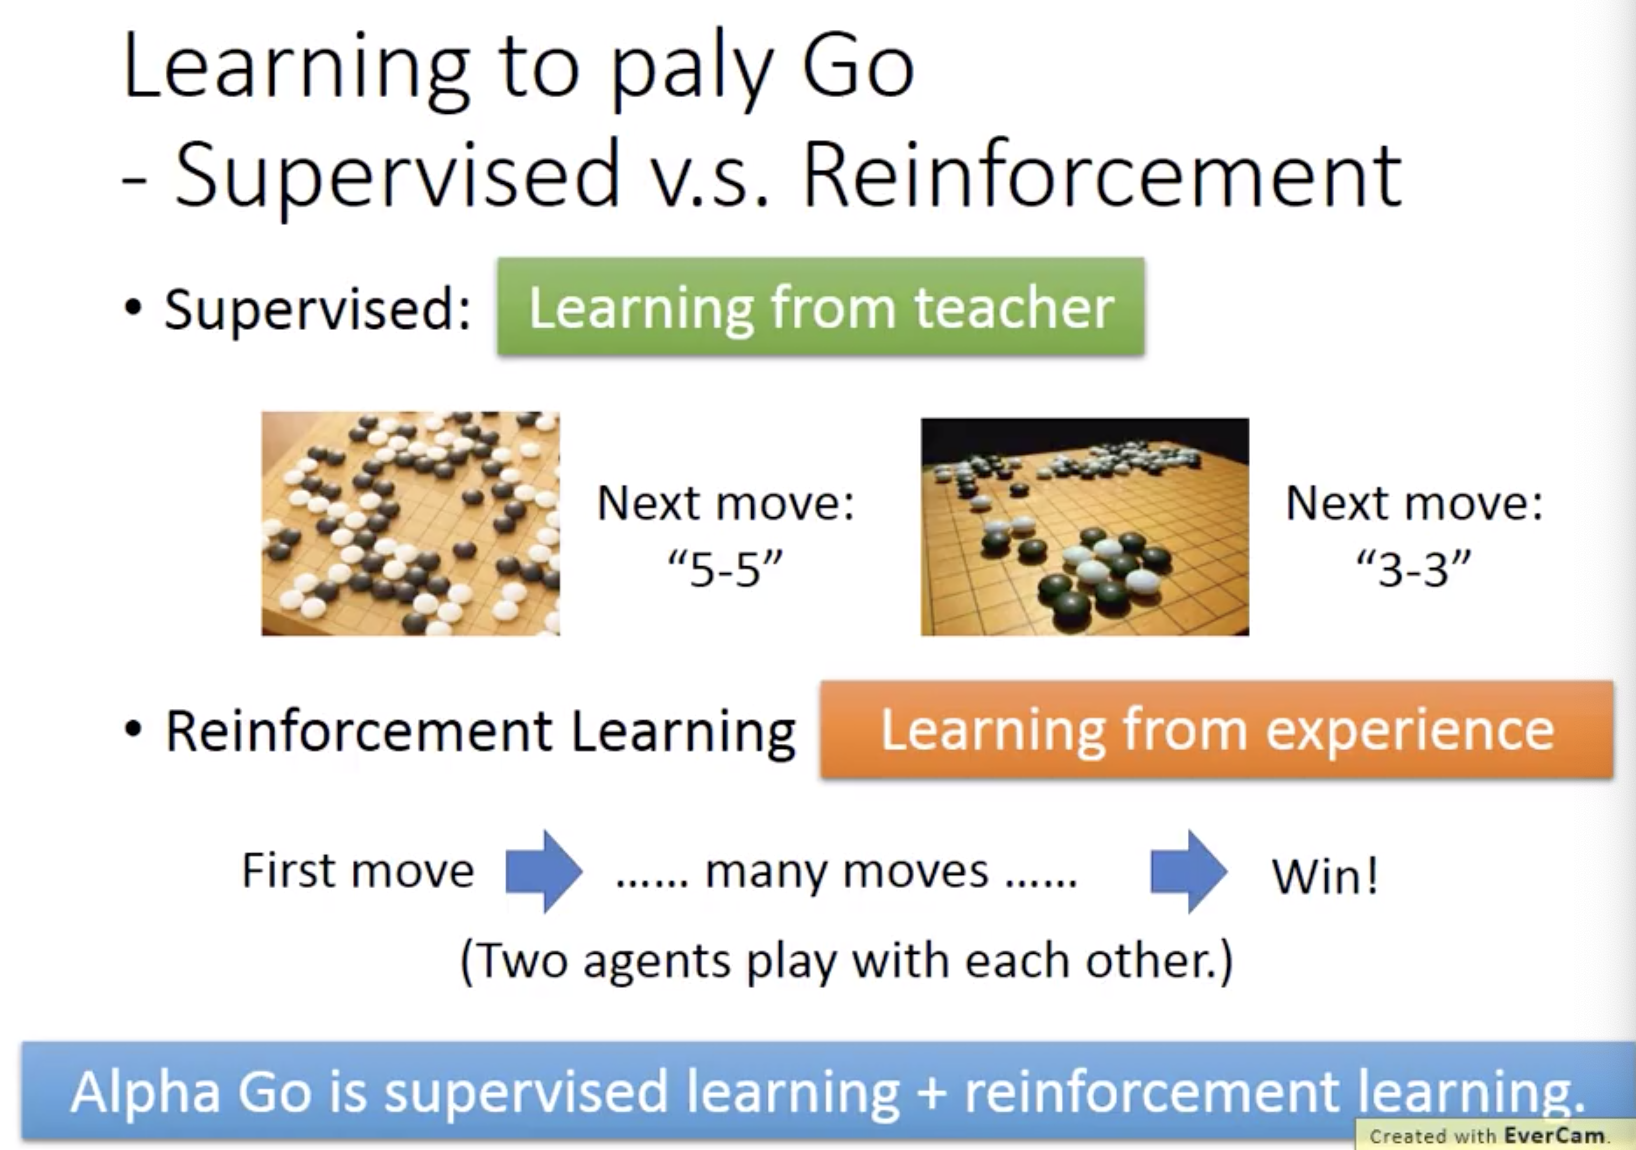 Learning to paly Go
- Supervised v.s. Reinforcement
• Supervised: Learning from teacher
Next move:
“5-5”
Next move:
“3-3”
• Reinforcement Learning Learning from experience
First move …… many moves …… Win!
(Two agents play with each other.)
Alpha Go is supervised learning + reinforcement learning.
Created with EverCam.